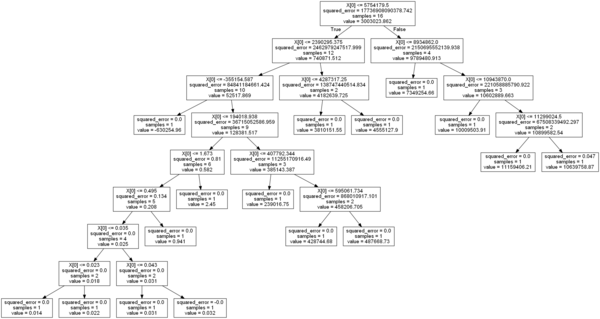 X[0] <= 5754179.5
squared_error = 17736908090378.742
samples = 16
value = 3003023.862
True
False
X[0] <= 2390295.375
squared_error = 2462979247517.999
samples = 12
value = 740871.512
X[0] <= 8934862.0
squared_error = 2150695552139.938
samples = 4
value = 9789480.913
X[0] <= -355154.587
squared_error = 84841184661.424
samples = 10
value = 52517.869
X[0] <= 4287317.25
squared_error = 138747440514.834
samples = 2
value = 4182639.725
squared_error = 0.0
samples = 1
value = 7349254.66
X[0] <= 10943870.0
squared_error = 221058885790.922
samples = 3
value = 10602889.663
squared_error = 0.0
samples = 1
value = -630254.96
X[0] <= 194018.938
squared_error = 38715052586.959
samples = 9
value = 128381.517
squared_error = 0.0
samples = 1
value = 3810151.55
squared_error = 0.0
samples = 1
value = 4555127.9
squared_error = 0.0
samples = 1
value = 10009503.91
X[0] <= 11299024.5
squared_error = 67508339492.297
samples = 2
value = 10899582.54
X[0] <= 1.673
squared_error = 0.81
samples = 6
value = 0.582
X[0] <= 407792.344
squared_error = 11255170916.49
samples = 3
value = 385143.387
squared_error = 0.0
samples = 1
value = 11159406.21
squared_error = 0.047
samples = 1
value = 10639758.87
X[0] <= 0.495
squared_error = 0.134
samples = 5
value = 0.208
squared_error = 0.0
samples = 1
value = 2.45
squared_error = 0.0
samples = 1
value = 239016.75
X[0] <= 595061.734
squared_error = 868010917.101
samples = 2
value = 458206.705
X[0] <= 0.035
squared_error = 0.0
samples = 4
value = 0.025
squared_error = 0.0
samples = 1
value = 0.941
squared_error = 0.0
samples = 1
value = 428744.68
squared_error = 0.0
samples = 1
value = 487668.73
X[0] <= 0.023
squared_error = 0.0
samples = 2
value = 0.018
X[0] <= 0.043
squared_error = 0.0
samples = 2
value = 0.031
squared_error = 0.0
samples = 1
value = 0.014
squared_error = 0.0
samples = 1
value = 0.022
squared_error = 0.0
samples = 1
value = 0.031
squared_error = -0.0
samples = 1
value = 0.032